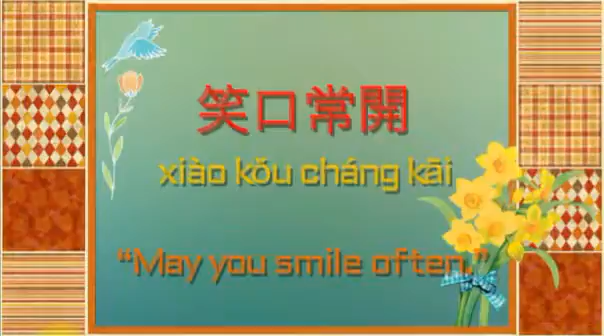 笑口常開
xiào kǒu cháng kāi
“May you smile often.”